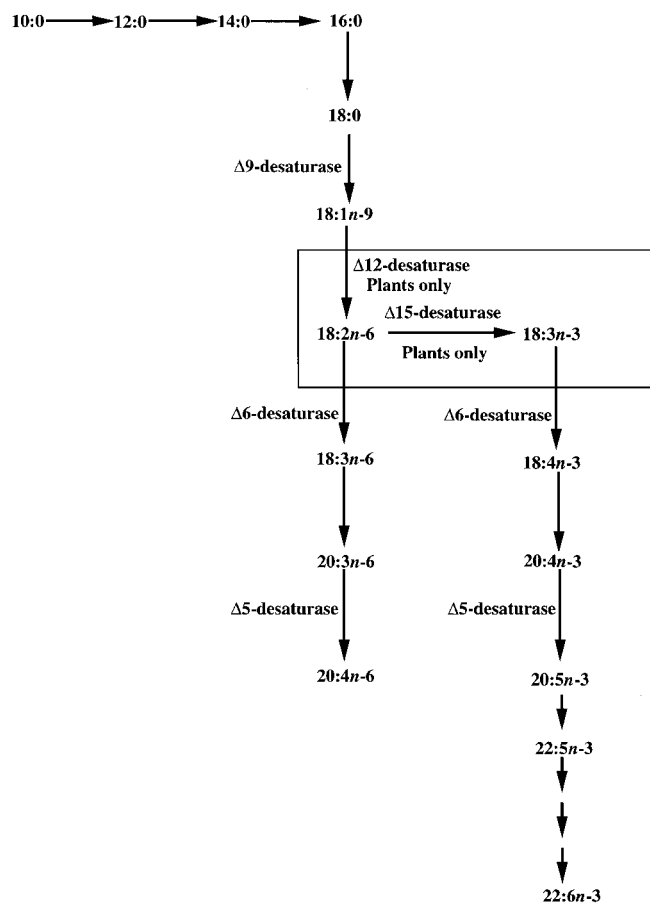 10:0 12:0 14:0 16:0
18:0
Δ9-desaturase
18:1n-9
Δ12-desaturase
Plants only
Δ15-desaturase
18:2n-6 18:3n-3
Plants only
Δ6-desaturase Δ6-desaturase
18:3n-6 18:4n-3
20:3n-6 20:4n-3
Δ5-desaturase Δ5-desaturase
20:4n-6 20:5n-3
22:5n-3
22:6n-3